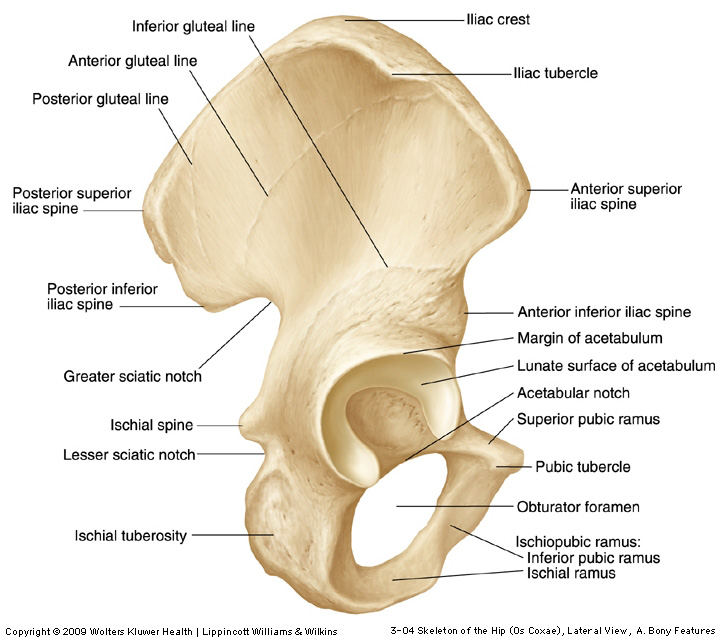 Inferior gluteal line
Iliac crest
Anterior gluteal line
Iliac tubercle
Posterior gluteal line
Posterior superior
iliac spine
Anterior superior
iliac spine
Posterior inferior
iliac spine
Anterior inferior iliac spine
Margin of acetabulum
Lunate surface of acetabulum
Greater sciatic notch
Acetabular notch
Superior pubic ramus
Ischial spine
Lesser sciatic notch
Pubic tubercle
Obturator foramen
Ischial tuberosity
Ischiopubic ramus:
Inferior pubic ramus
Ischial ramus
Copyright © 2009 Wolters Kluwer Health | Lippincott Williams & Wilkins
3-04 Skeleton of the Hip (Os Coxae), Lateral View, A. Bony Features